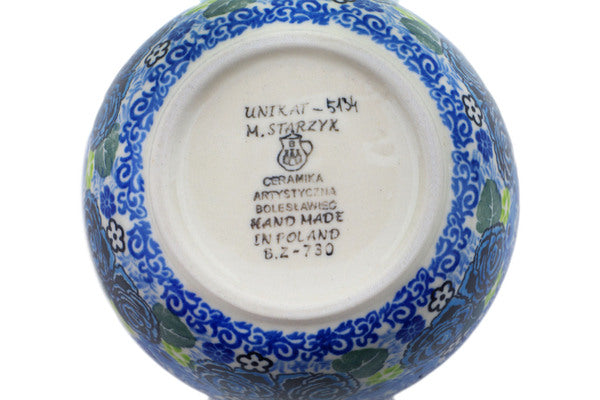 UNIKAT-5134
M. STARZYK
CERAMIKA
ARTYSTYCZNA
BOLESŁAWIEC
HAND MADE
IN POLAND
B.Z-730